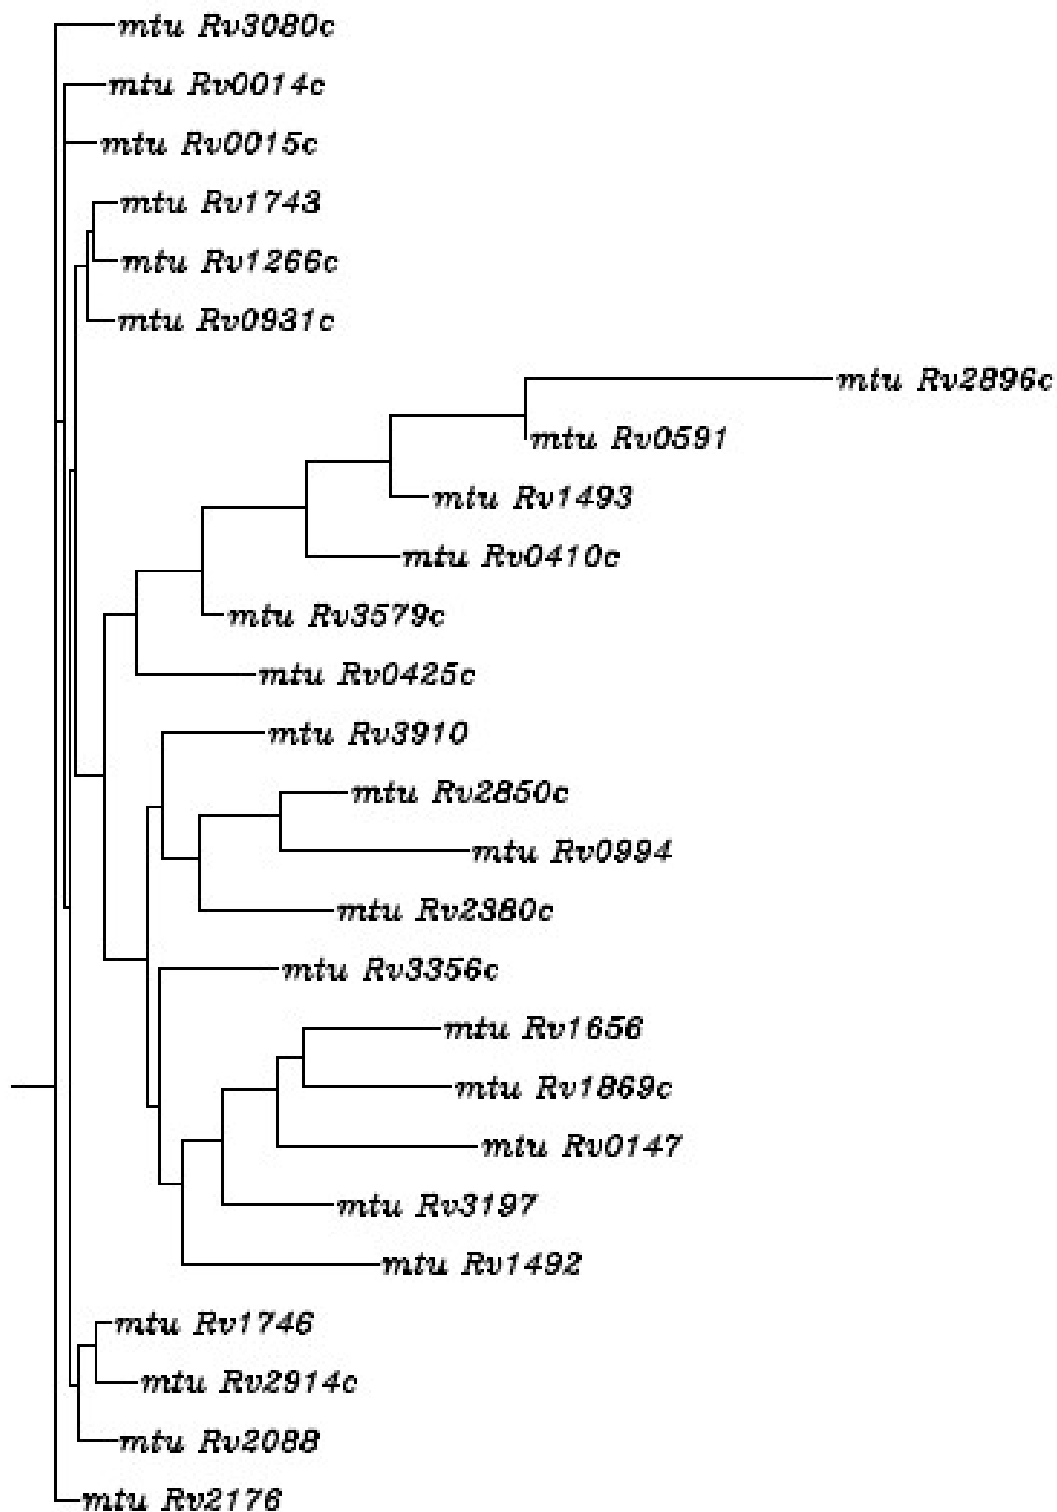 mtu Rv3080c
mtu Rv0014c
mtu Rv0015c
mtu Rv1743
mtu Rv1266c
mtu Rv0931c
mtu Rv2896c
mtu Rv0591
mtu Rv1493
mtu Rv0410c
mtu Rv3579c
mtu Rv0425c
mtu Rv3910
mtu Rv2850c
mtu Rv0994
mtu Rv2380c
mtu Rv3356c
mtu Rv1656
mtu Rv1869c
mtu Rv0147
mtu Rv3197
mtu Rv1492
mtu Rv1746
mtu Rv2914c
mtu Rv2088
mtu Rv2176